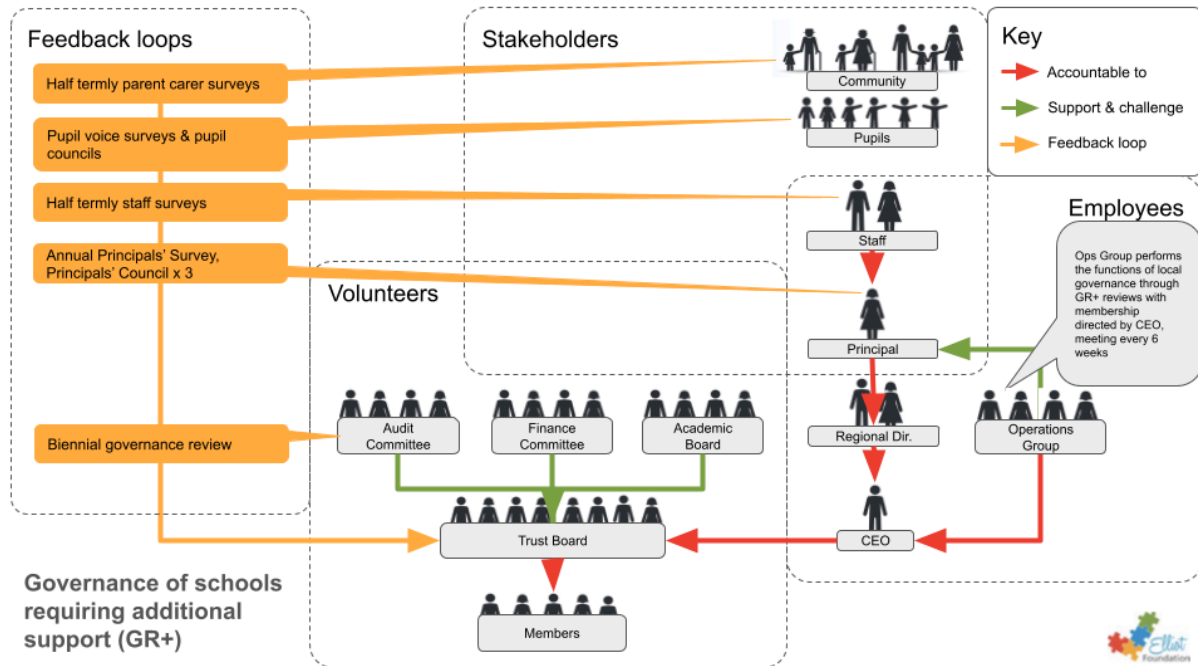 Feedback loops
Half termly parent carer surveys
Pupil voice surveys & pupil
councils
Half termly staff surveys
Annual Principals' Survey,
Principals' Council x 3
Biennial governance review
Stakeholders
Community
Pupils
Staff
Principal
Key
Accountable to
Support & challenge
Feedback loop
Employees
Ops Group performs
the functions of local
governance through
GR+ reviews with
membership
directed by CEO,
meeting every 6
weeks
Regional Dir.
Operations
Group
CEO
Volunteers
Audit
Committee
Finance
Committee
Academic
Board
Trust Board
Members
Governance of schools
requiring additional
support (GR+)
Elliot
Foundation